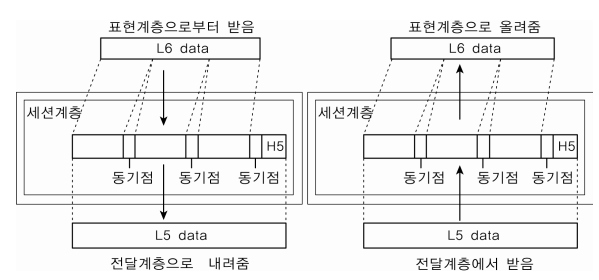 표현계층으로부터 받음
L6 data
세션계층
H5
동기점 동기점 동기점
L5 data
전달계층으로 내려줌
표현계층으로 올려줌
L6 data
세션계층
H5
동기점 동기점 동기점
L5 data
전달계층에서 받음